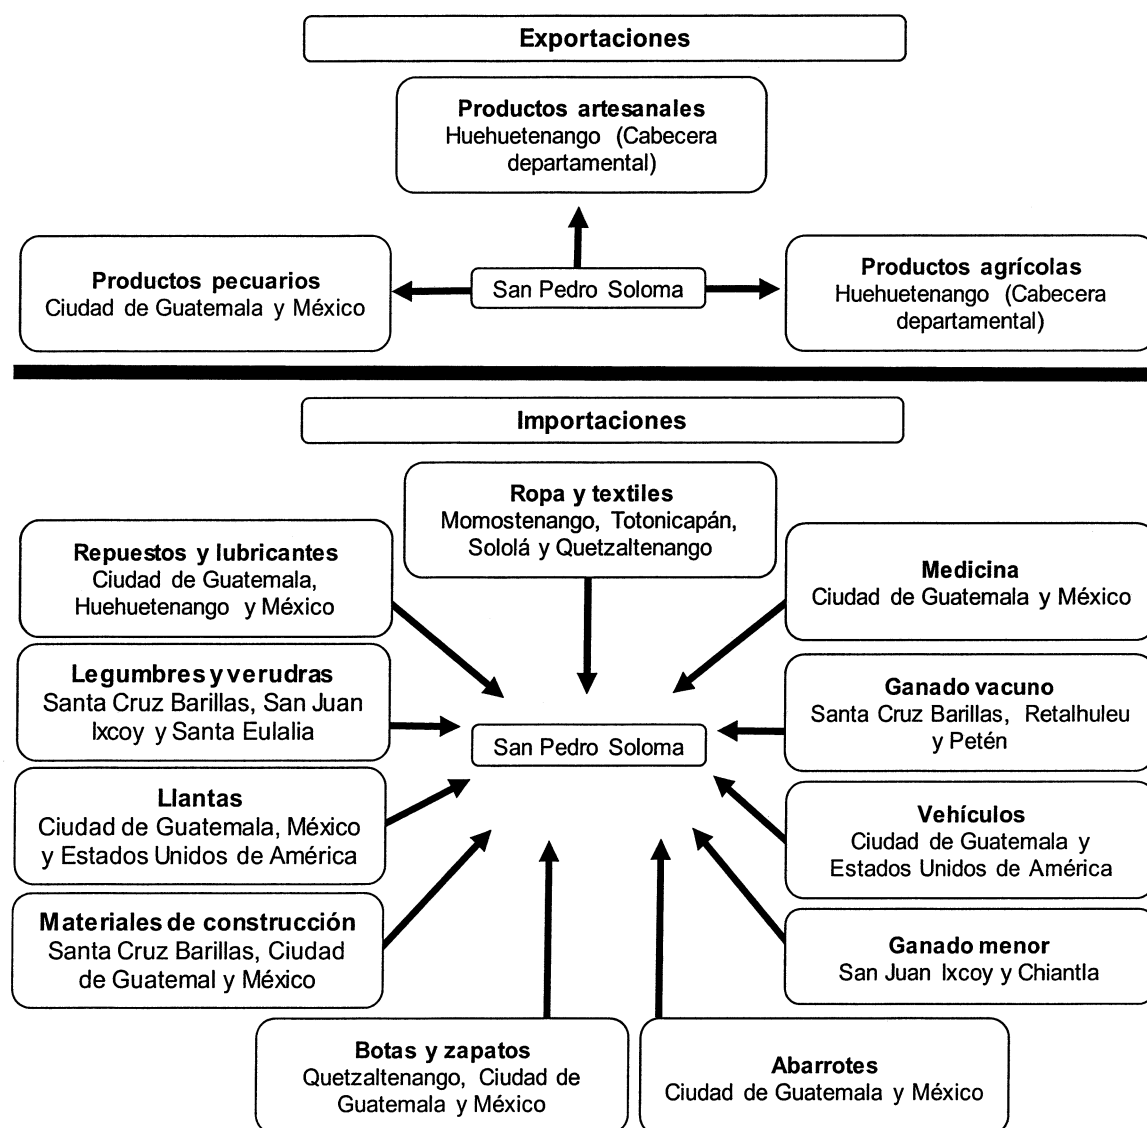 Exportaciones
Productos artesanales
Huehuetenango (Cabecera
departamental)
Productos pecuarios
Ciudad de Guatemala y México
San Pedro Soloma
Productos agrícolas
Huehuetenango (Cabecera
departamental)
Importaciones
Ropa y textiles
Momostenango, Totonicapán,
Sololá y Quetzaltenango
Repuestos y lubricantes
Ciudad de Guatemala,
Huehuetenango y México
Medicina
Ciudad de Guatemala y México
Legumbres y verudras
Santa Cruz Barillas, San Juan
Ixcoy y Santa Eulalia
San Pedro Soloma
Ganado vacuno
Santa Cruz Barillas, Retalhuleu
y Petén
Llantas
Ciudad de Guatemala, México
y Estados Unidos de América
Vehículos
Ciudad de Guatemala y
Estados Unidos de América
Materiales de construcción
Santa Cruz Barillas, Ciudad
de Guatemal y México
Ganado menor
San Juan Ixcoy y Chiantla
Botas y zapatos
Quetzaltenango, Ciudad de
Guatemala y México
Abarrotes
Ciudad de Guatemala y México